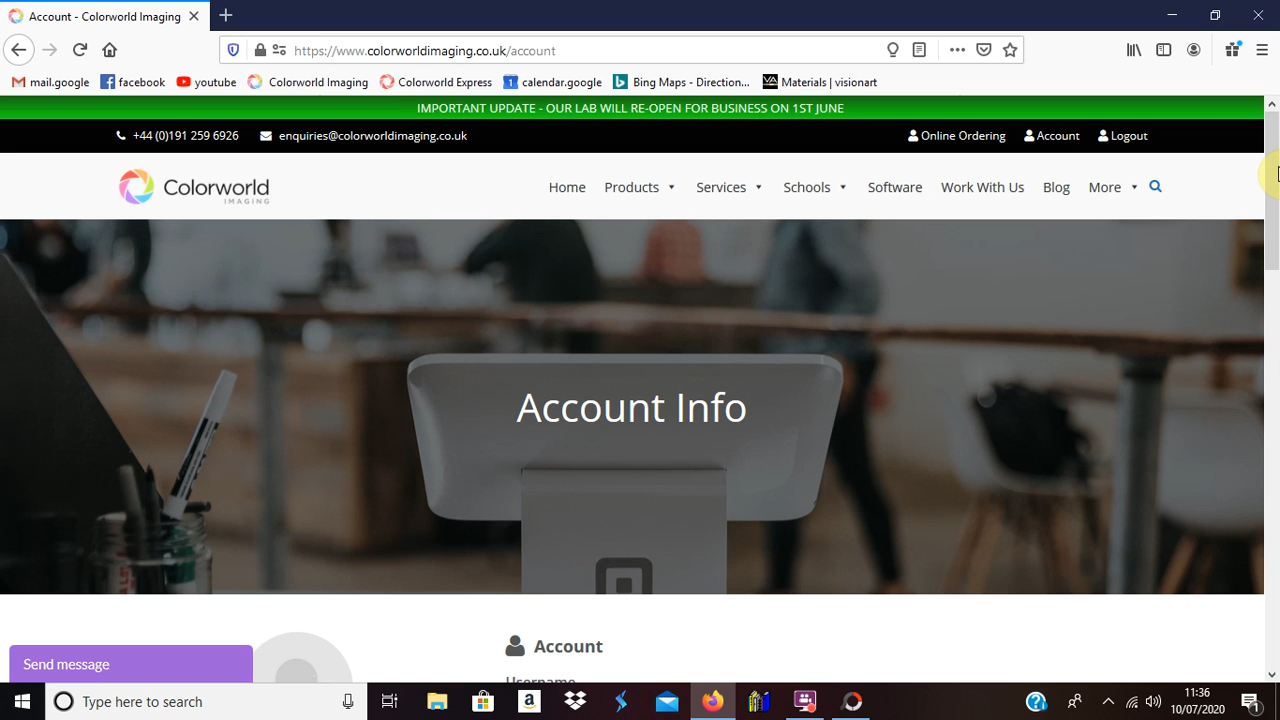 Account - Colorworld Imaging
https://www.colorworldimaging.co.uk/account
mail.google facebook youtube Colorworld Imaging Colorworld Express calendar.google Bing Maps - Direction... Materials | visionart
IMPORTANT UPDATE - OUR LAB WILL RE-OPEN FOR BUSINESS ON 1ST JUNE
+44 (0)191 259 6926 enquiries@colorworldimaging.co.uk Online Ordering Account Logout
Colorworld
IMAGING
Home Products Services Schools Software Work With Us Blog More
Account Info
Account
Username
Send message
Type here to search
11:36
10/07/2020